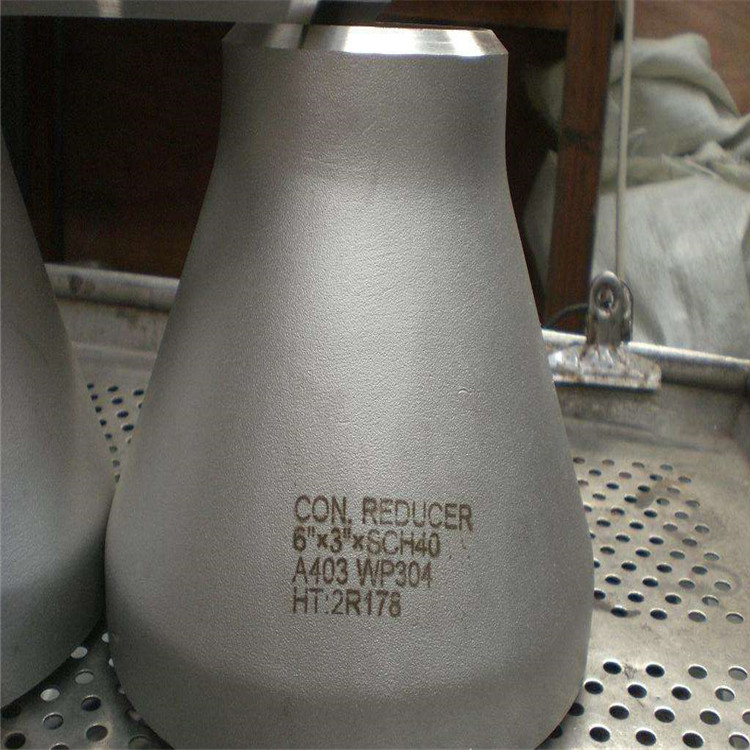 CON. REDUCER
6"×3"×SCH40
A403 WP304
HT:2R178